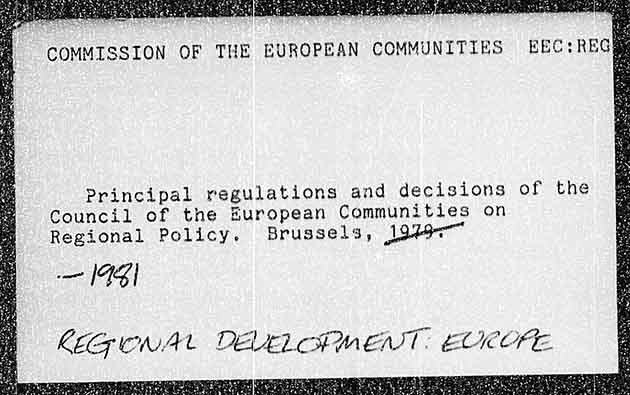 COMMISSION OF THE EUROPEAN COMMUNITIES EEC:REG
Principal regulations and decisions of the
Council of the European Communities on
Regional Policy. Brussels, 1979.
—1981
REGIONAL DEVELOPMENT: EUROPE